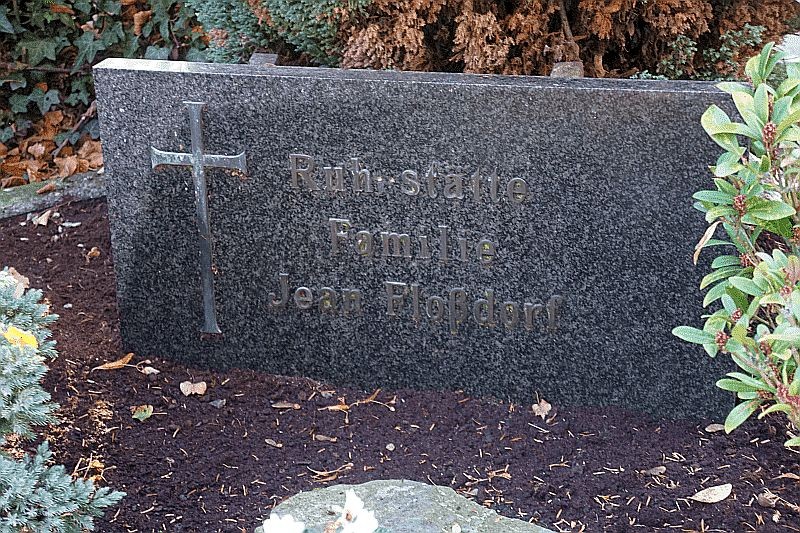 Ruhestätte
Familie
Jean Floßdorf